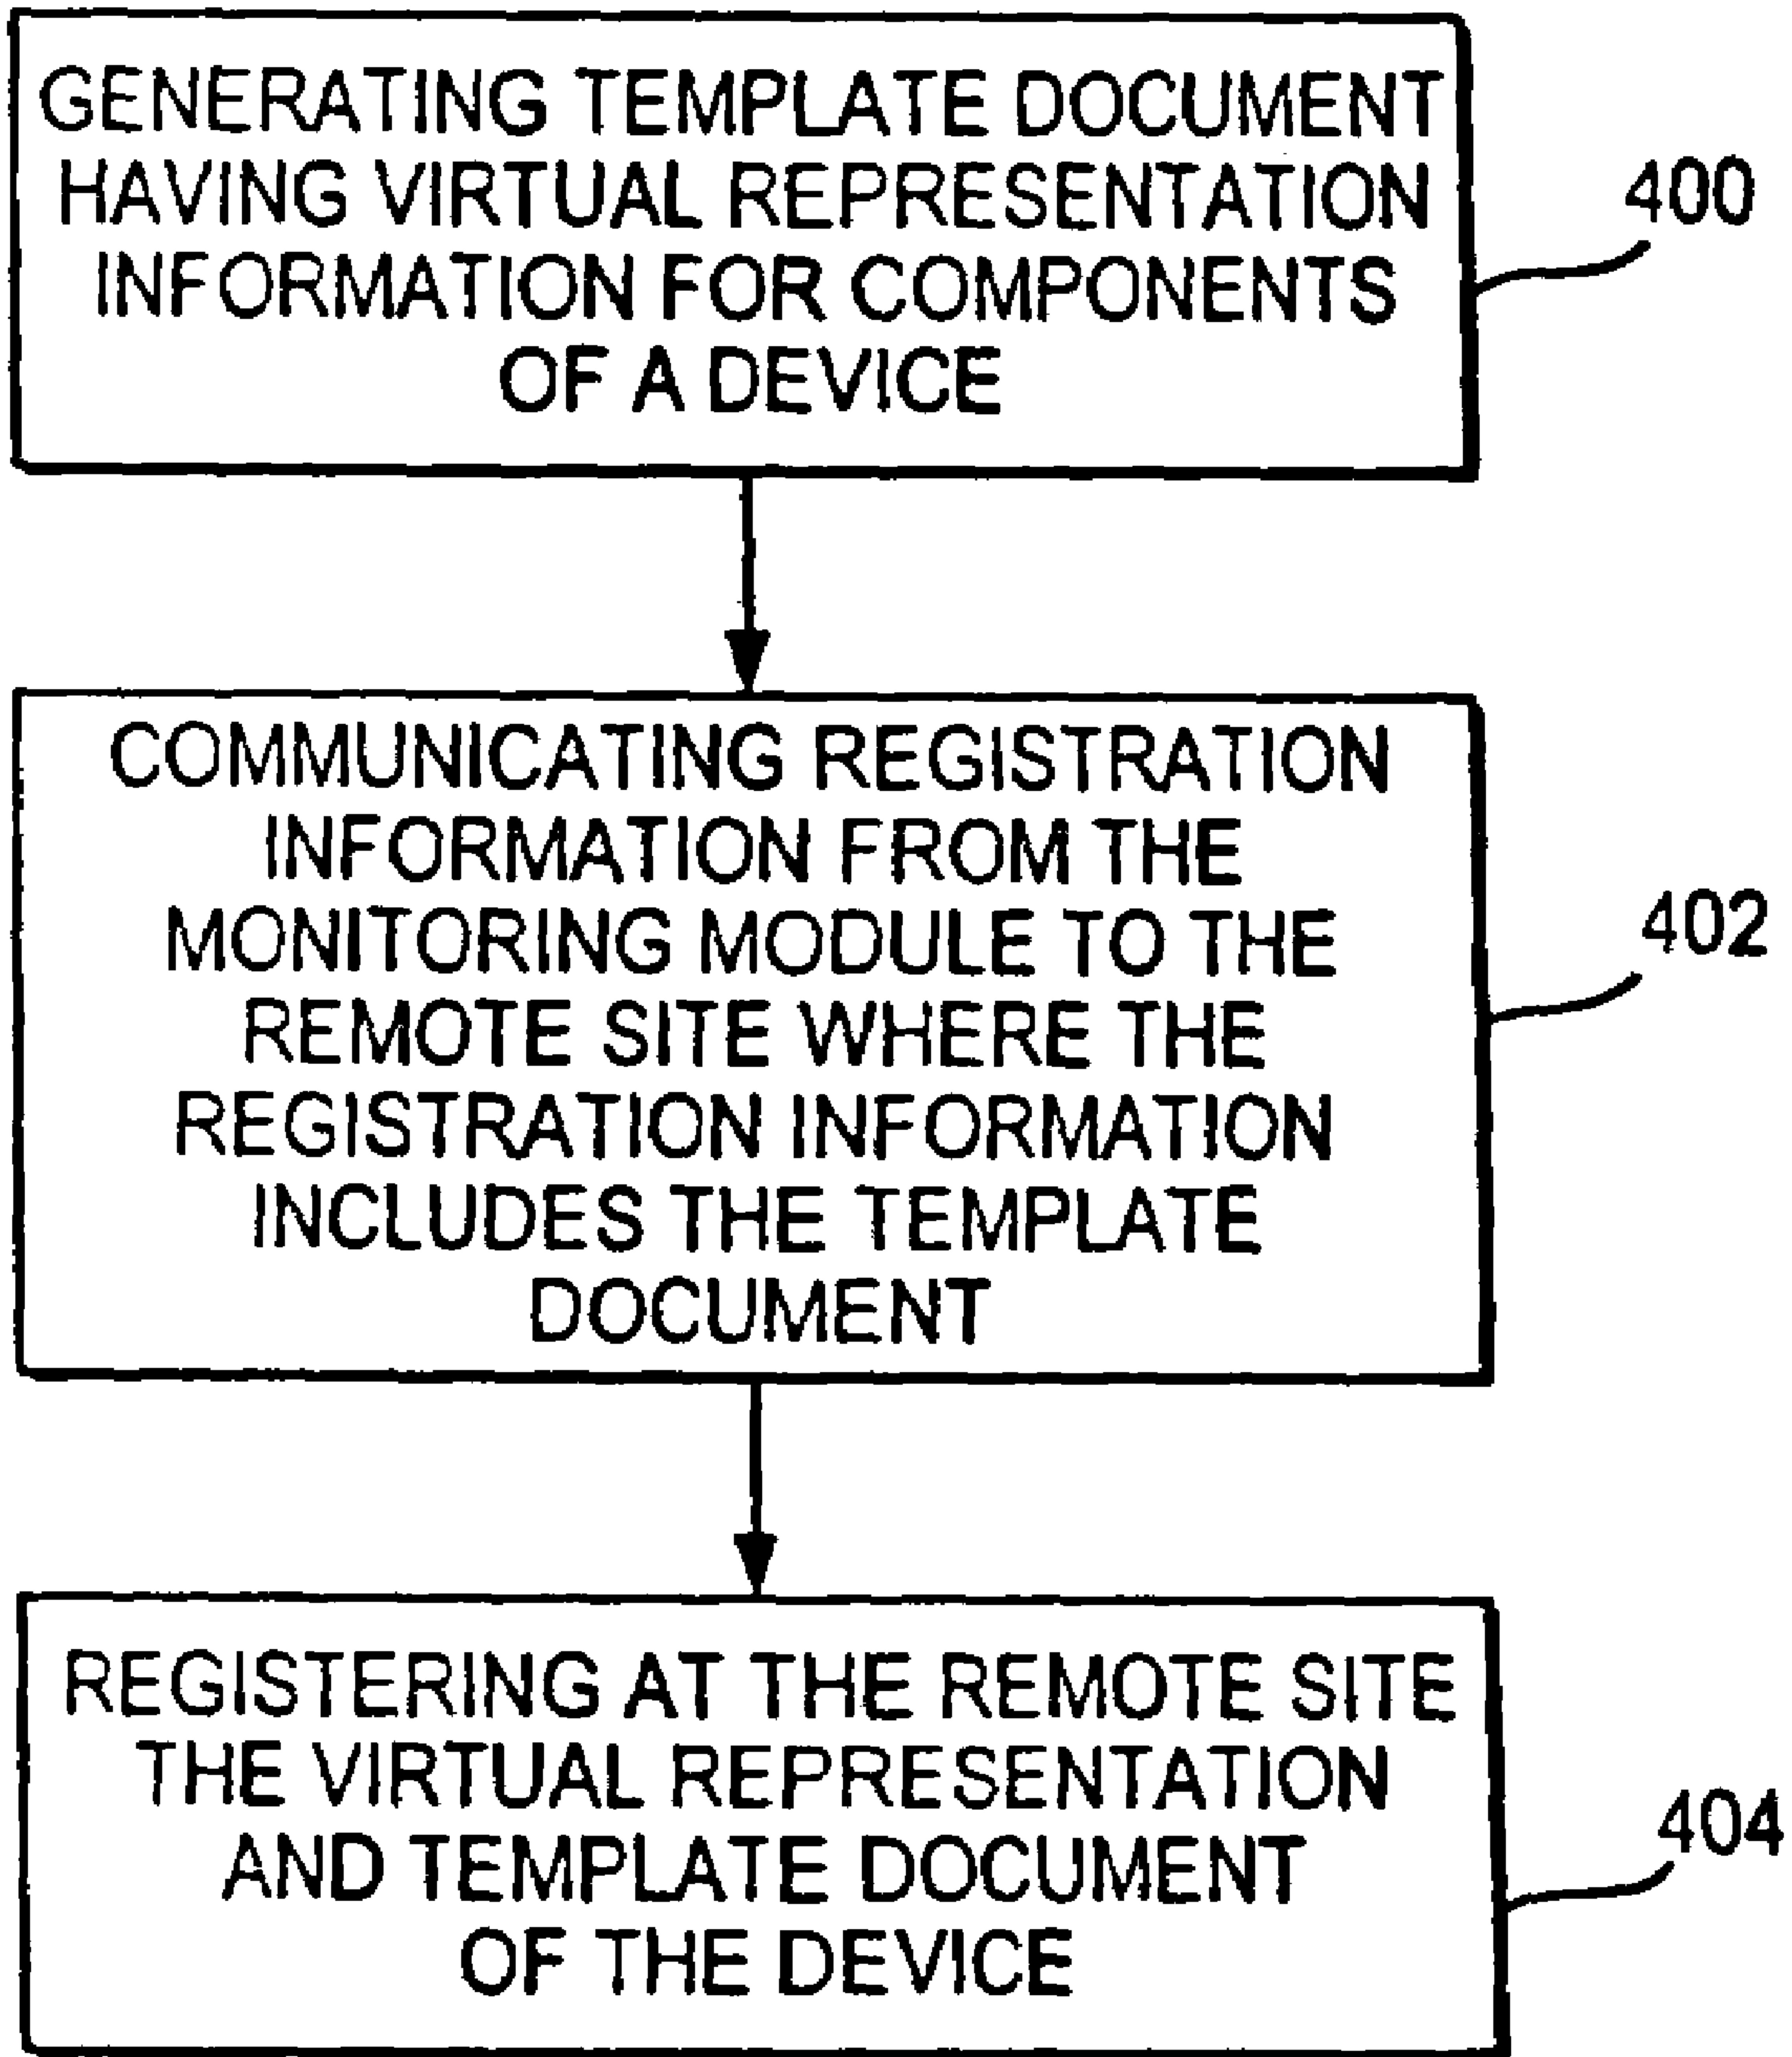 GENERATING TEMPLATE DOCUMENT
HAVING VIRTUAL REPRESENTATION
INFORMATION FOR COMPONENTS
OF A DEVICE
400
COMMUNICATING REGISTRATION
INFORMATION FROM THE
MONITORING MODULE TO THE
REMOTE SITE WHERE THE
REGISTRATION INFORMATION
INCLUDES THE TEMPLATE
DOCUMENT
402
REGISTERING AT THE REMOTE SITE
THE VIRTUAL REPRESENTATION
AND TEMPLATE DOCUMENT
OF THE DEVICE
404